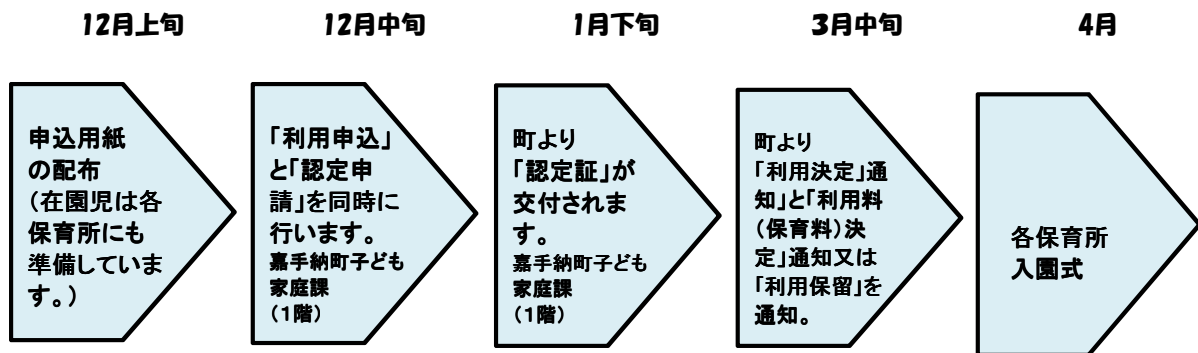 12月上旬
12月中旬
1月下旬
3月中旬
4月
申込用紙
の配布
(在園児は各
保育所にも
準備していま
す。)
「利用申込」
と「認定申
請」を同時に
行います。
嘉手納町子ども
家庭課
(1階)
町より
「認定証」が
交付されま
す。
嘉手納町子ども
家庭課
(1階)
町より
「利用決定」通
知」と「利用料
(保育料)決
定」通知又は
「利用保留」を
通知。
各保育所
入園式